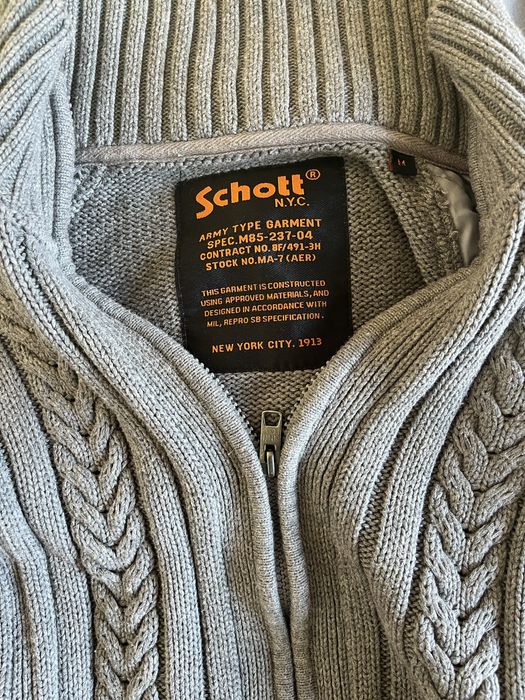 Schott®
N.Y.C.
ARMY TYPE GARMENT
SPEC.M85-237-04
CONTRACT NO.8F/491-3H
STOCK NO.MA-7 (AER)
THIS GARMENT IS CONSTRUCTED
USING APPROVED MATERIALS, AND
DESIGNED IN ACCORDANCE WITH
MIL, REPRO SB SPECIFICATION.
NEW YORK CITY. 1913